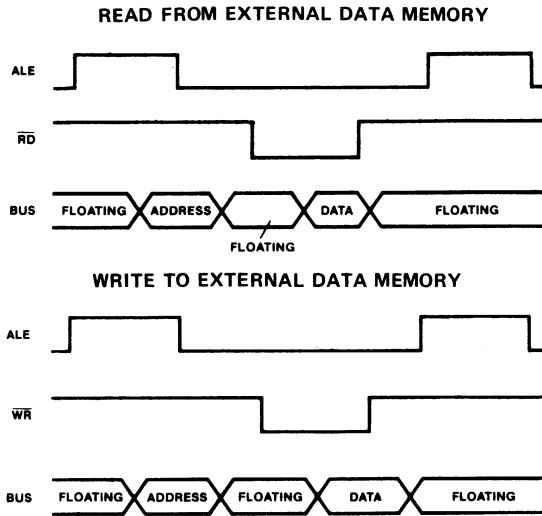 READ FROM EXTERNAL DATA MEMORY
ALE
RD
BUS FLOATING ADDRESS DATA FLOATING
FLOATING
WRITE TO EXTERNAL DATA MEMORY
ALE
WR
BUS FLOATING ADDRESS FLOATING DATA FLOATING